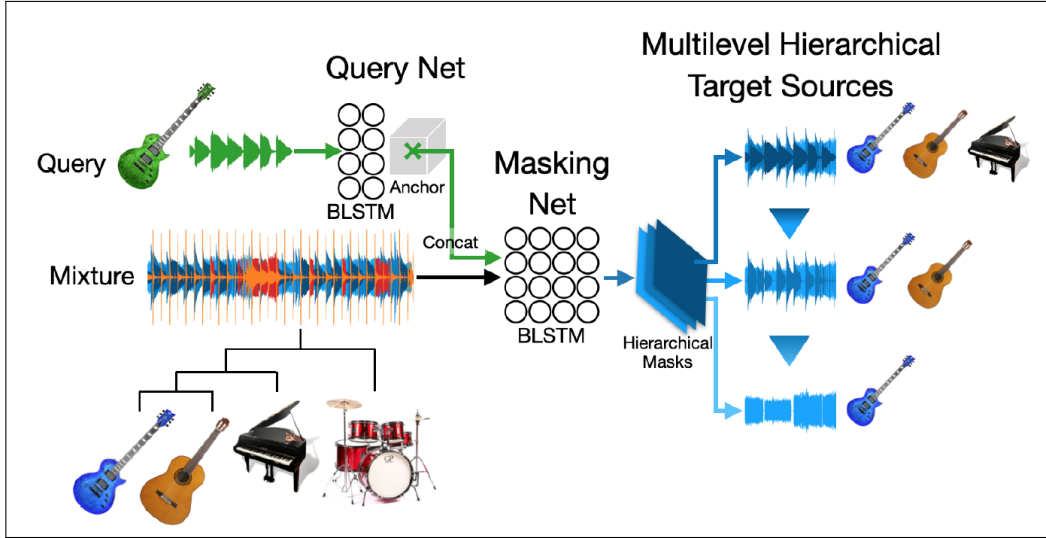 Multilevel Hierarchical
Target Sources
Query Net
Query
Anchor
BLSTM
Masking
Net
Concat
Mixture
BLSTM
Hierarchical
Masks